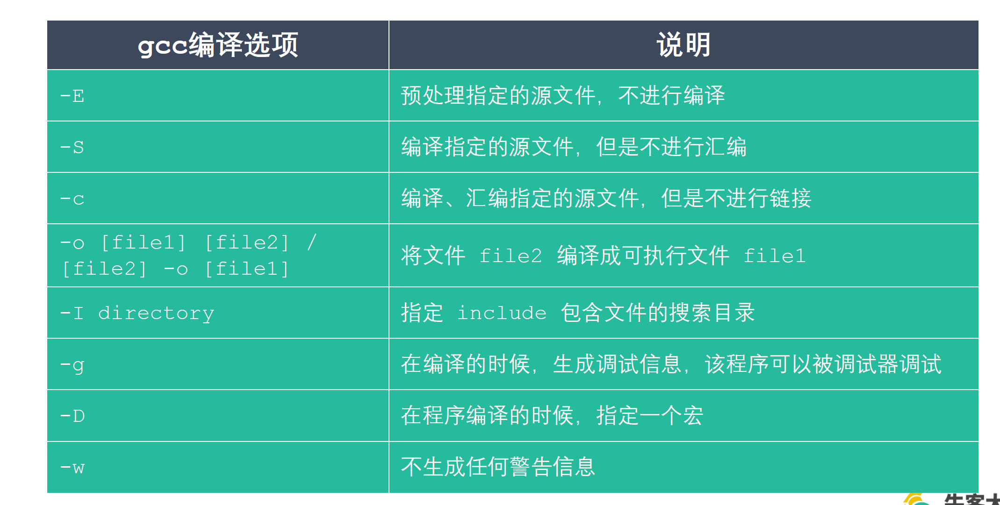 gcc编译选项
说明
-E
预处理指定的源文件，不进行编译
-S
编译指定的源文件，但是不进行汇编
-c
编译、汇编指定的源文件，但是不进行链接
-o [file1] [file2] /
[file2] -o [file1]
将文件 file2 编译成可执行文件 file1
-I directory
指定 include 包含文件的搜索目录
-g
在编译的时候，生成调试信息，该程序可以被调试器调试
-D
在程序编译的时候，指定一个宏
-w
不生成任何警告信息